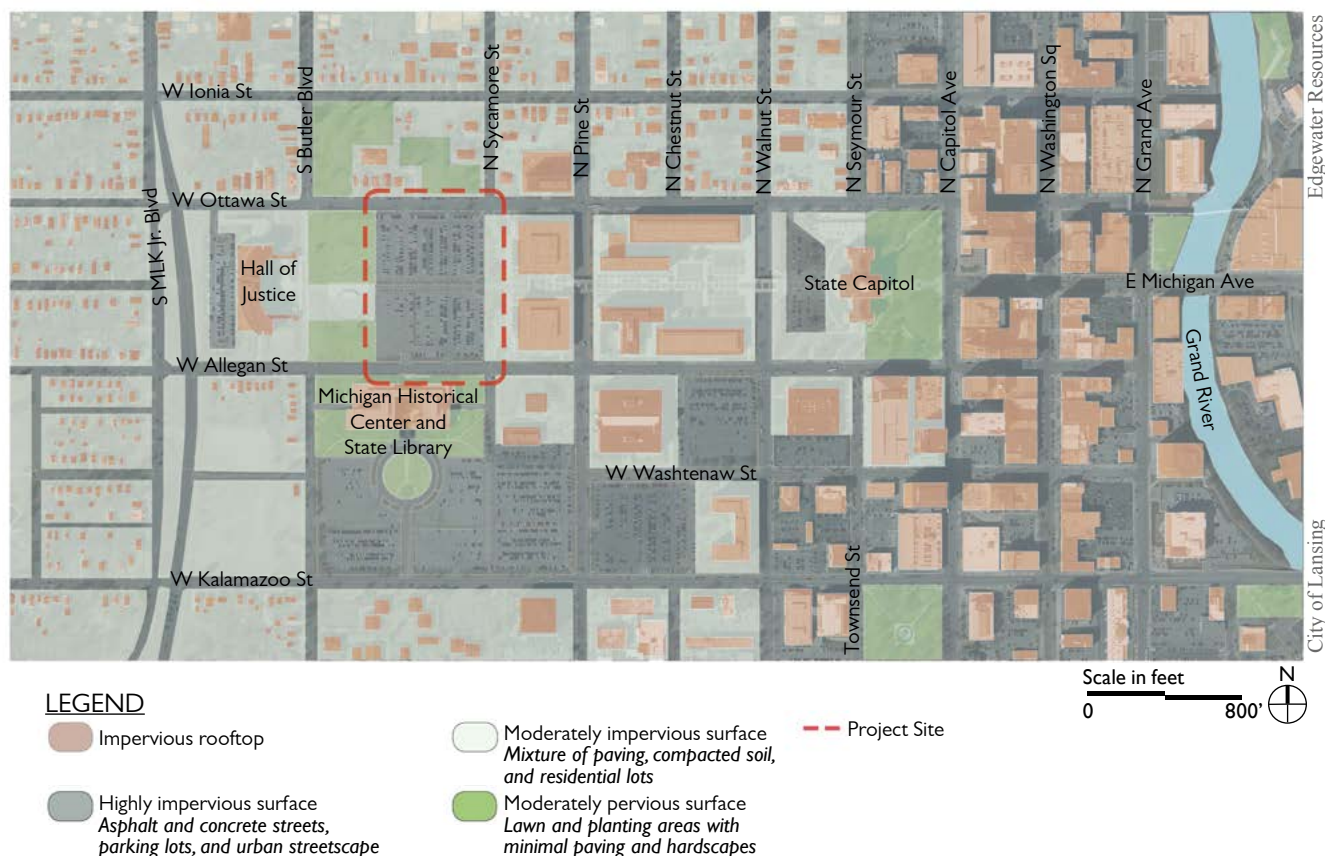 W Ionia St
S Butler Blvd
N Sycamore St
N Pine St
N Chestnut St
N Walnut St
N Seymour St
N Capitol Ave
N Washington Sq
N Grand Ave
Edgewater Resources
S MLK Jr. Blvd
W Ottawa St
Hall of
Justice
State Capitol
E Michigan Ave
W Allegan St
Grand River
Michigan Historical
Center and
State Library
W Washtenaw St
W Kalamazoo St
Townsend St
City of Lansing
Scale in feet
0
800'
N
LEGEND
Impervious rooftop
Highly impervious surface
Asphalt and concrete streets,
parking lots, and urban streetscape
Moderately impervious surface
Mixture of paving, compacted soil,
and residential lots
Moderately pervious surface
Lawn and planting areas with
minimal paving and hardscapes
Project Site